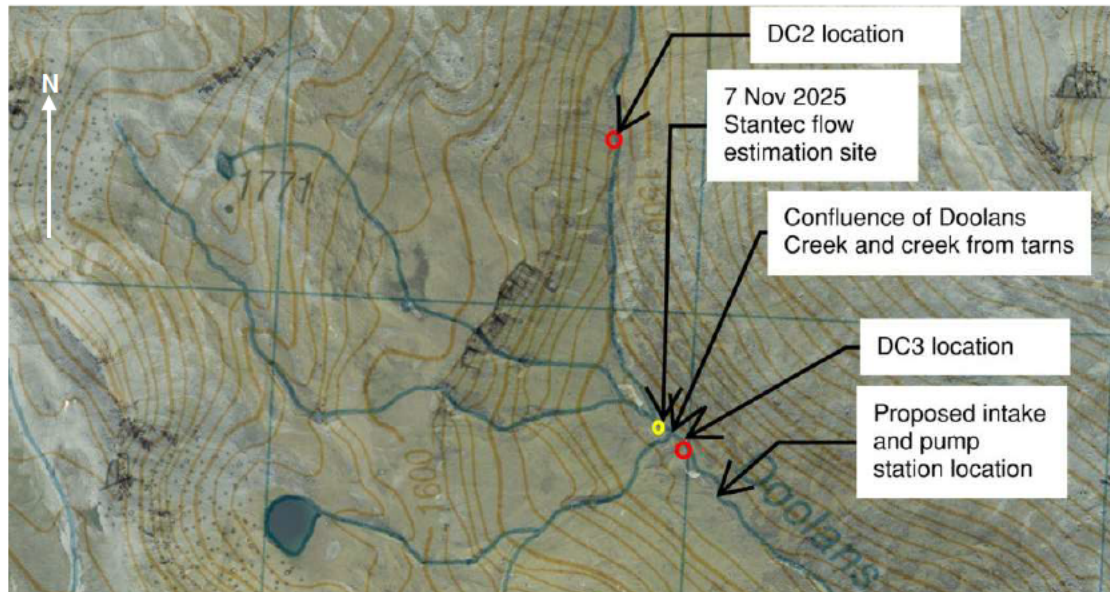 DC2 location
N
7 Nov 2025
Stantec flow
estimation site
1771
1500
Confluence of Doolans
Creek and creek from tarns
DC3 location
Proposed intake
and pump
station location
1600
Doolans